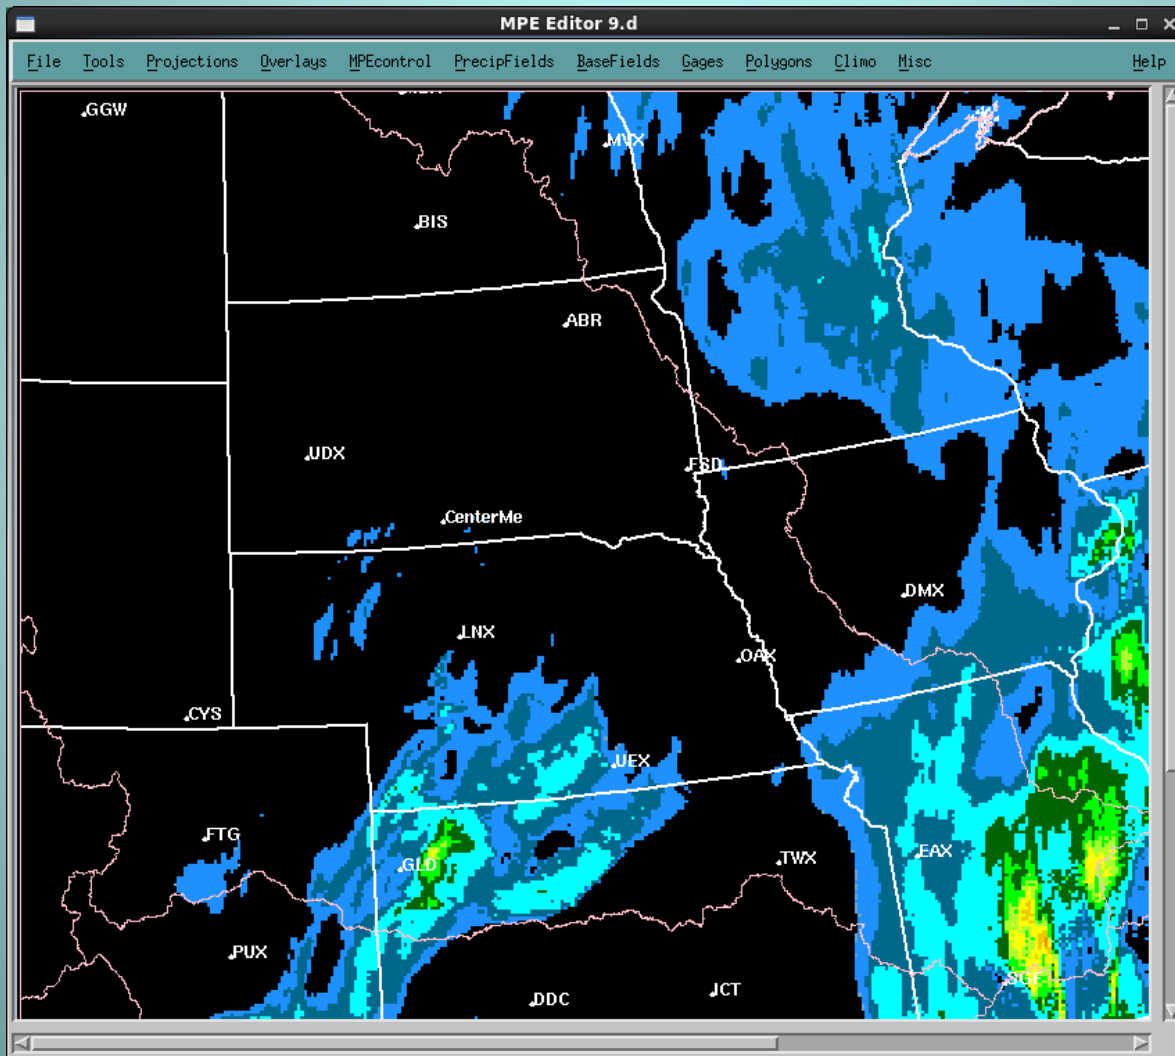 MPE Editor 9.d
File Tools Projections Overlays MPEcontrol PrecipFields BaseFields Gages Polygons Climo Misc Help
GGW
MVX
BIS
ABR
UDX
FSD
CenterMe
DMX
LNX
OAX
CYS
UEX
FTG
GLD
TWX
EAX
PUX
SGF
DDC
ICT